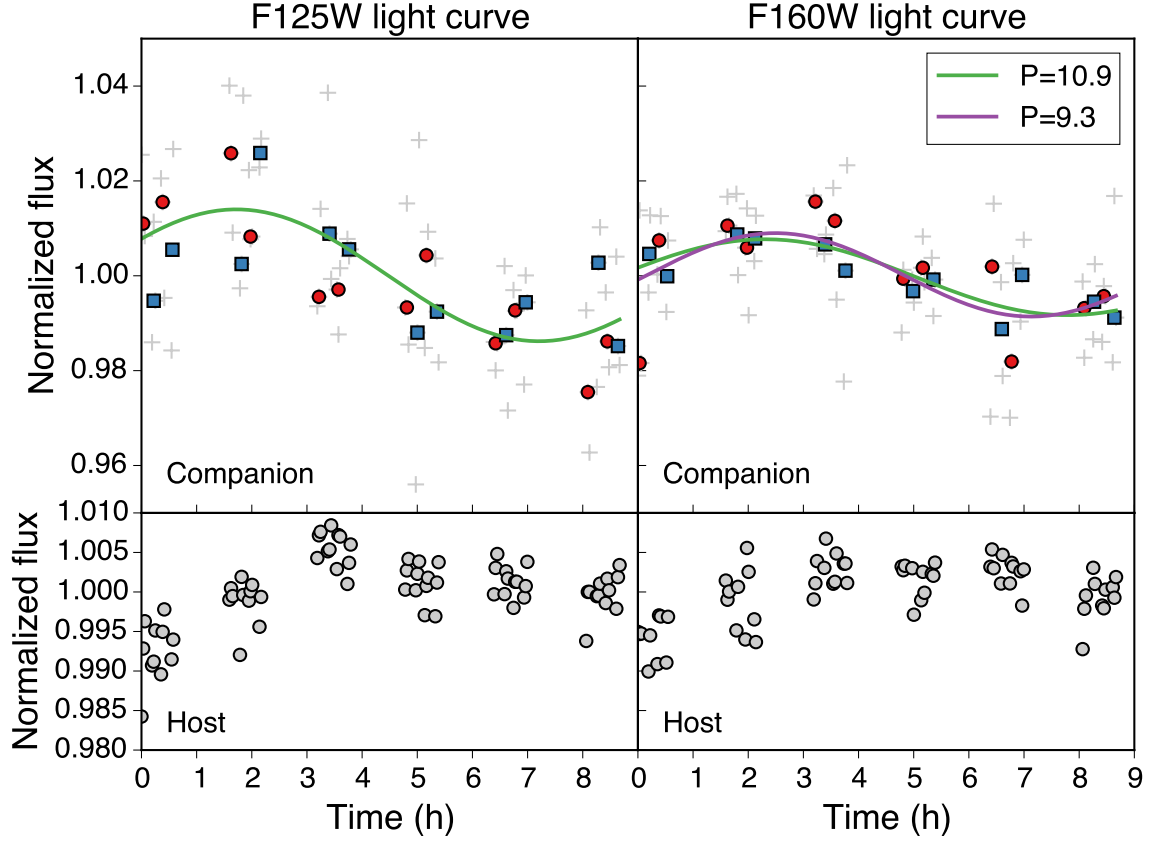 F125W light curve
F160W light curve
P=10.9
P=9.3
Normalized flux
1.04
1.02
1.00
0.98
0.96
Companion
Companion
Normalized flux
1.010
1.005
1.000
0.995
0.990
0.985
0.980
Host
Host
0 1 2 3 4 5 6 7 8
0 1 2 3 4 5 6 7 8 9
Time (h)
Time (h)